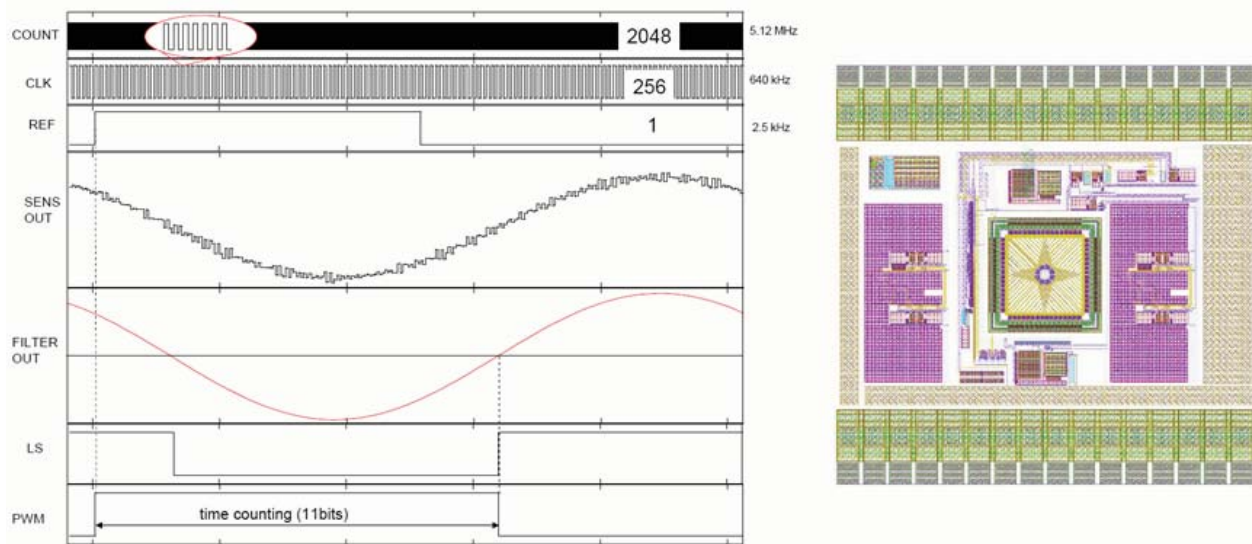 COUNT
2048
5.12 MHz
CLK
256
640 kHz
REF
1
2.5 kHz
SENS
OUT
FILTER
OUT
LS
PWM
time counting (11bits)